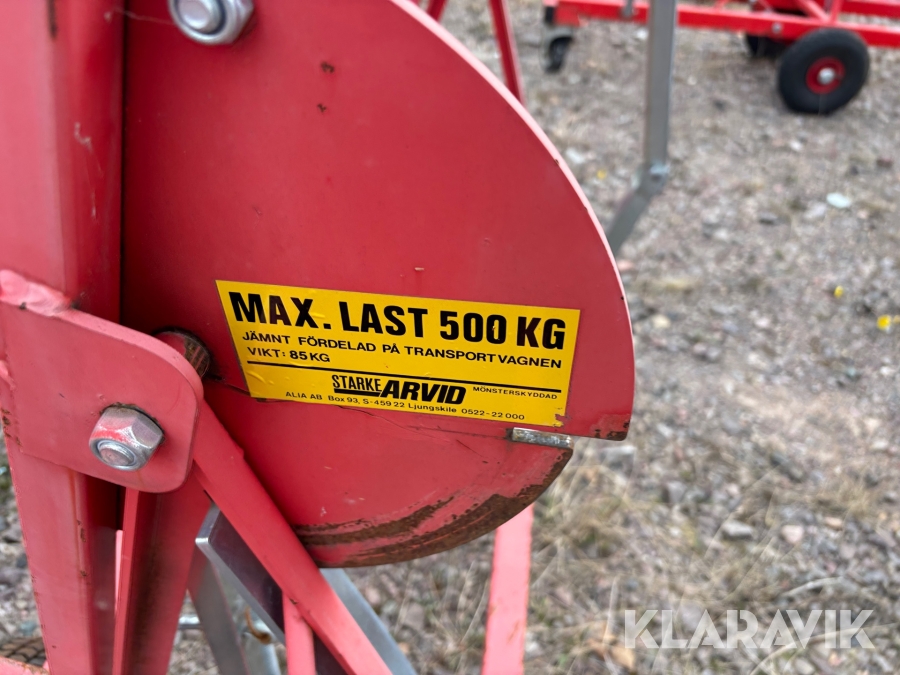 MAX. LAST 500 KG
JÄMNT FÖRDELAD PÅ TRANSPORTVAGNEN
VIKT: 85 KG
STARKE ARVID MÖNSTERSKYDDAD
ALIA AB Box 93, S-459 22 Ljungskile 0522-22 000
KLARAVIK